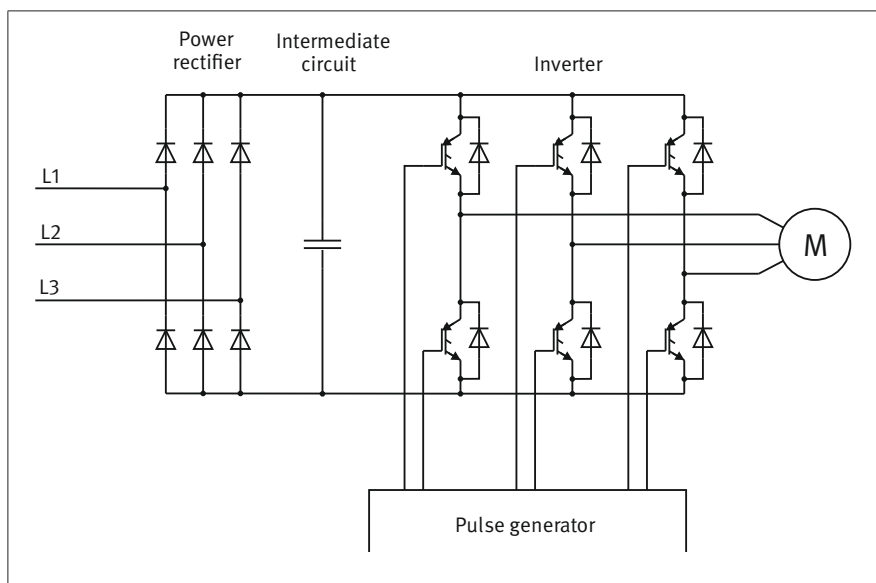 Power
rectifier
Intermediate
circuit
Inverter
L1
L2
L3
M
Pulse generator